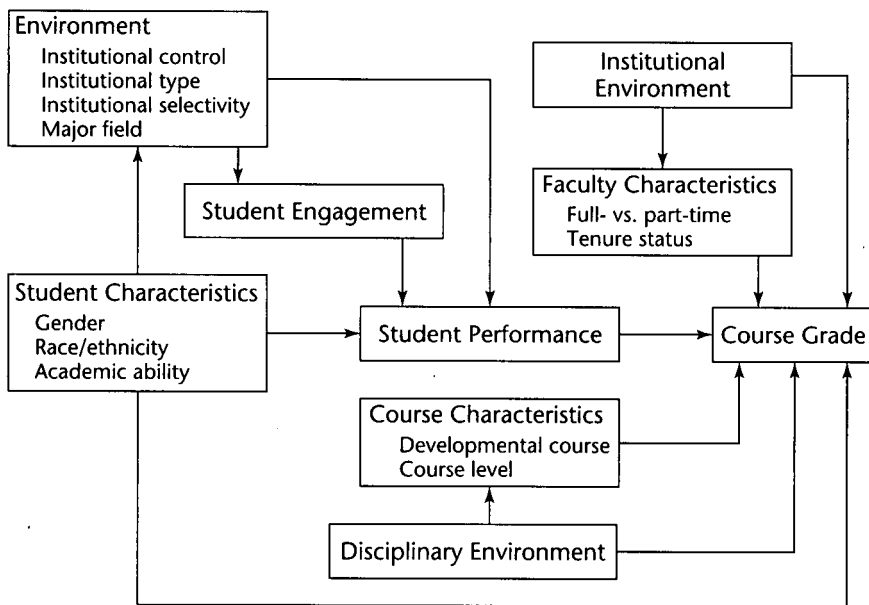 Environment
Institutional control
Institutional type
Institutional selectivity
Major field
Institutional
Environment
Student Engagement
Faculty Characteristics
Full- vs. part-time
Tenure status
Student Characteristics
Gender
Race/ethnicity
Academic ability
Student Performance
Course Grade
Course Characteristics
Developmental course
Course level
Disciplinary Environment